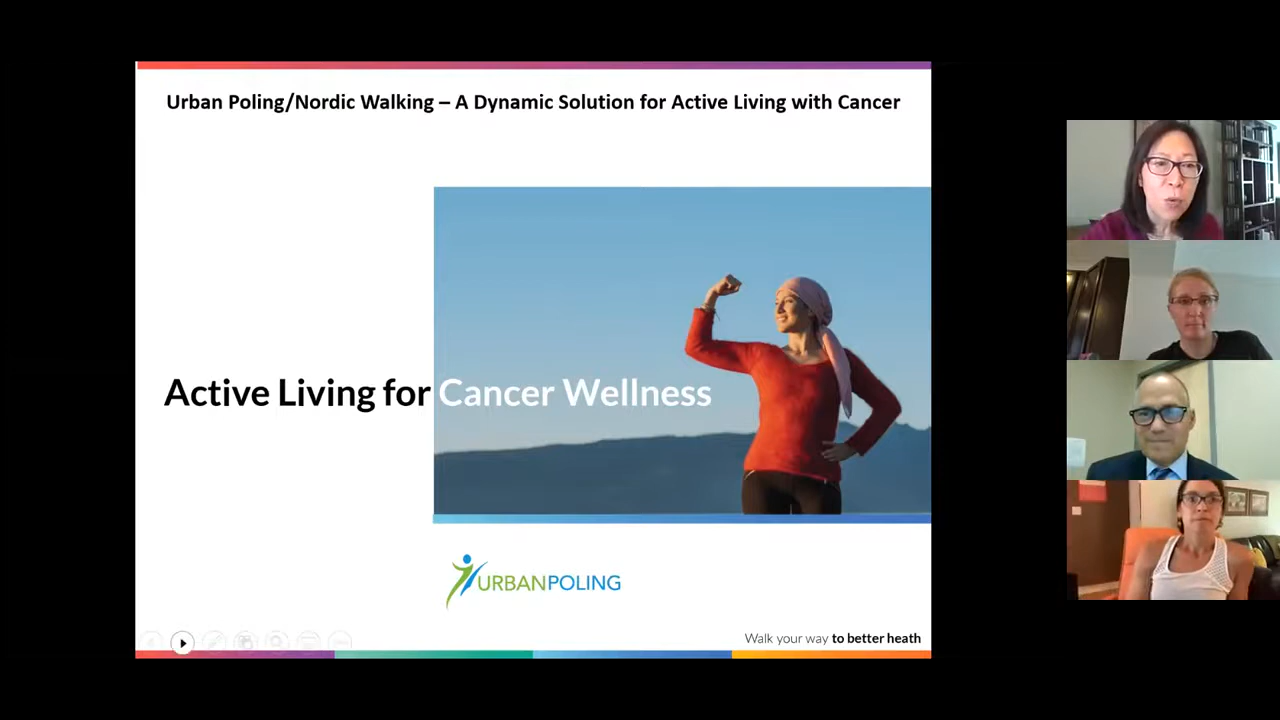 Urban Poling/Nordic Walking – A Dynamic Solution for Active Living with Cancer
Active Living for Cancer Wellness
URBANPOLING
Walk your way to better heath